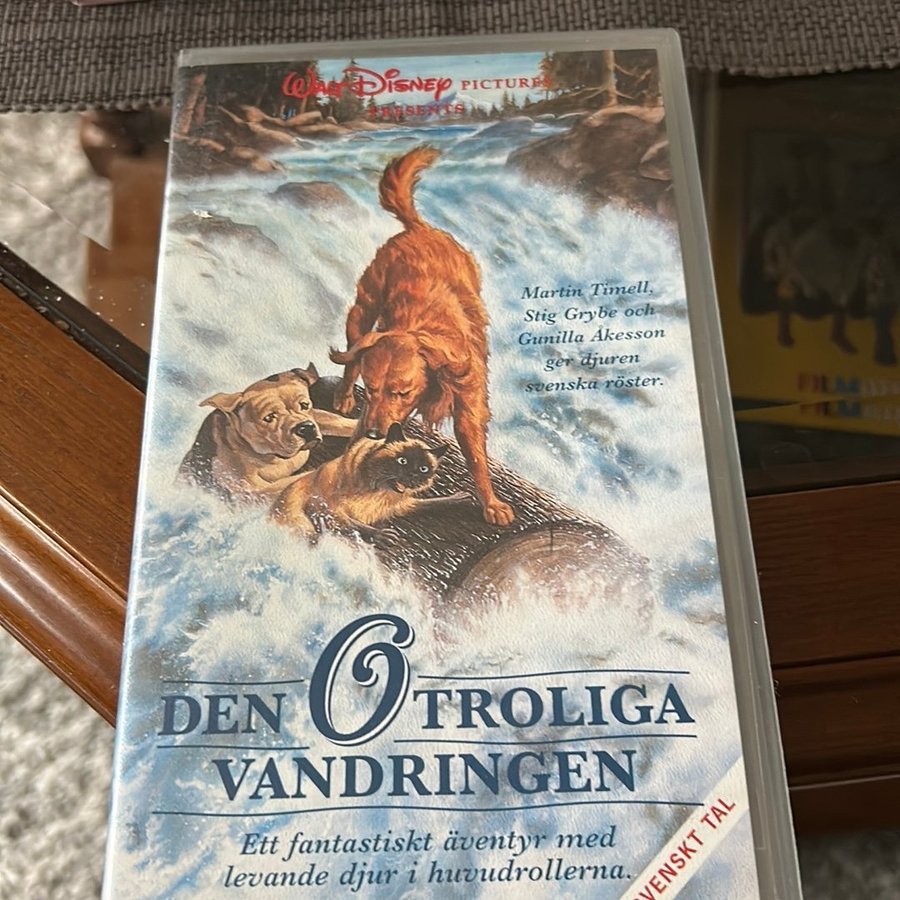 WALT DISNEY PICTURES
PRESENTS
Martin Timell,
Stig Grybe och
Gunilla Åkesson
ger djuren
svenska röster.
DEN OTROLIGA
VANDRINGEN
Ett fantastiskt äventyr med
levande djur i huvudrollerna.
SVENSKT TAL